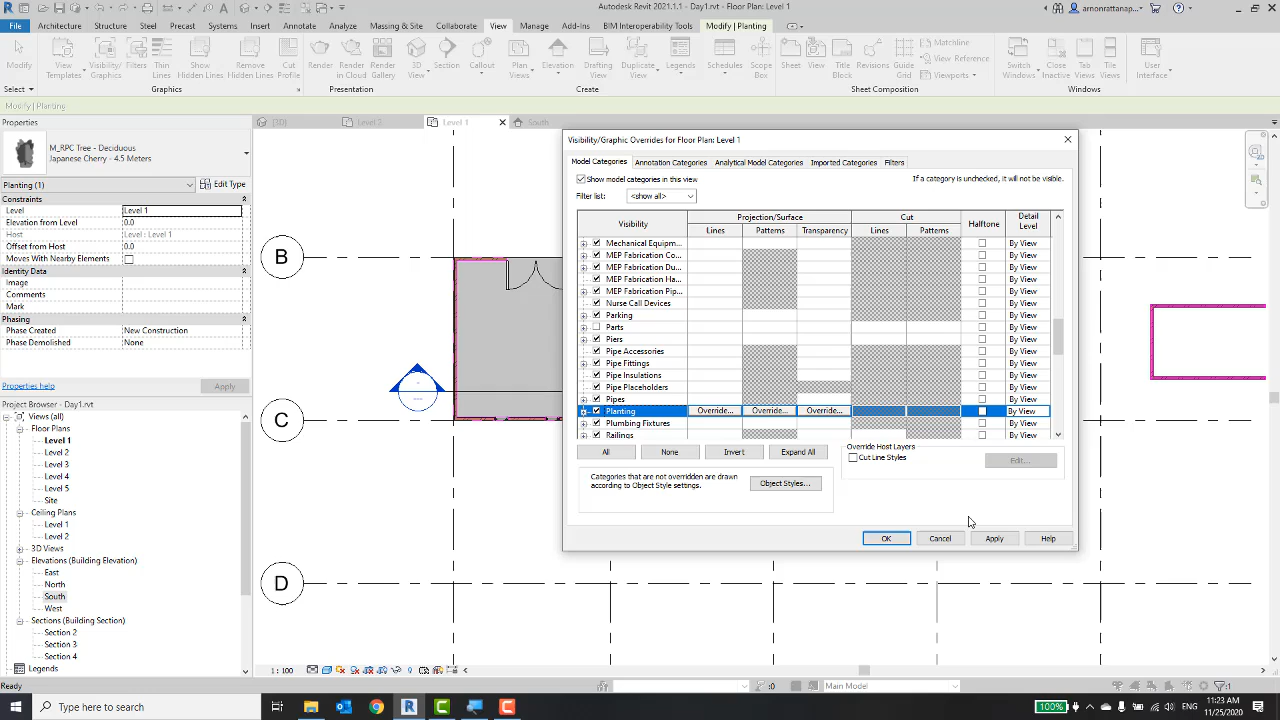 Autodesk Revit 2021.1.1 - Day1.rvt - Floor Plan: Level 1
arnonrattanap...
File Architecture Structure Steel Precast Systems Insert Annotate Analyze Massing & Site Collaborate View Manage Add-Ins BIM Interoperability Tools Modify | Planting
Modify
View Templates
Visibility/ Graphics
Filters
Thin Lines
Show Hidden Lines
Remove Hidden Lines
Cut Profile
Render
Render in Cloud
Render Gallery
3D View
Section
Callout
Plan Views
Elevation
Drafting View
Duplicate View
Legends
Schedules
Scope Box
Sheet
View
Title Block
Revisions
Guide Grid
Matchline
View Reference
Viewports
Switch Windows
Close Inactive
Tab Views
Tile Views
User Interface
Select Graphics Presentation Create Sheet Composition Windows
Modify | Planting
Properties
{3D} Level 2 Level 1 South
M_RPC Tree - Deciduous
Japanese Cherry - 4.5 Meters
Planting (1) Edit Type
Constraints
Level Level 1
Elevation from Level 0.0
Host Level : Level 1
Offset from Host 0.0
Moves With Nearby Elements
Identity Data
Image
Comments
Mark
Phasing
Phase Created New Construction
Phase Demolished None
Properties help Apply
Project Browser - Day1.rvt
Views (all)
Floor Plans
Level 1
Level 2
Level 3
Level 4
Level 5
Site
Ceiling Plans
Level 1
Level 2
3D Views
Elevations (Building Elevation)
East
North
South
West
Sections (Building Section)
Section 2
Section 3
Section 4
Legends
B
C
D
Visibility/Graphic Overrides for Floor Plan: Level 1
Model Categories Annotation Categories Analytical Model Categories Imported Categories Filters
Show model categories in this view If a category is unchecked, it will not be visible.
Filter list: <show all>
Visibility Projection/Surface Cut Halftone Detail Level
Lines Patterns Transparency Lines Patterns
Mechanical Equipm... By View
MEP Fabrication Co... By View
MEP Fabrication Du... By View
MEP Fabrication Ha... By View
MEP Fabrication Pip... By View
Nurse Call Devices By View
Parking By View
Parts By View
Piers By View
Pipe Accessories By View
Pipe Fittings By View
Pipe Insulations By View
Pipe Placeholders By View
Pipes By View
Planting Override... Override... Override... By View
Plumbing Fixtures By View
Railings By View
All None Invert Expand All
Override Host Layers
Cut Line Styles Edit...
Categories that are not overridden are drawn
according to Object Style settings.
Object Styles...
OK Cancel Apply Help
1 : 100
Ready
:0 Main Model :1
Type here to search
100%
ENG
11:23 AM
11/25/2020